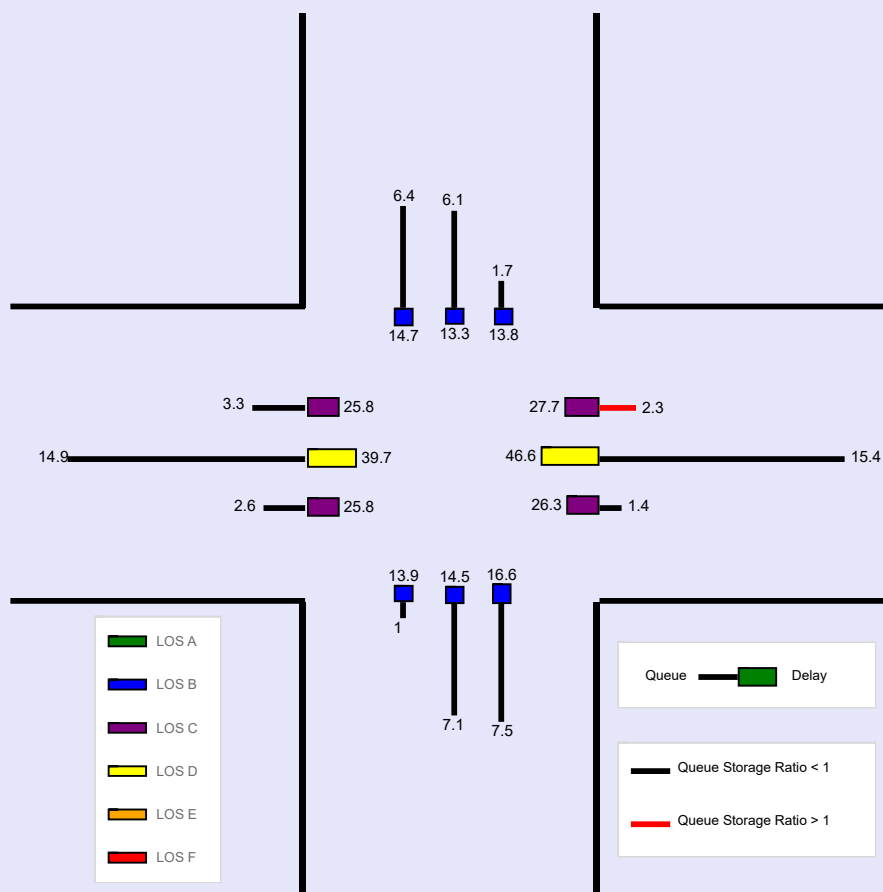 6.4
6.1
1.7
14.7
13.3
13.8
3.3
25.8
27.7
2.3
14.9
39.7
46.6
15.4
2.6
25.8
26.3
1.4
13.9
14.5
16.6
1
7.1
7.5
LOS A
LOS B
LOS C
LOS D
LOS E
LOS F
Queue
Delay
Queue Storage Ratio < 1
Queue Storage Ratio > 1